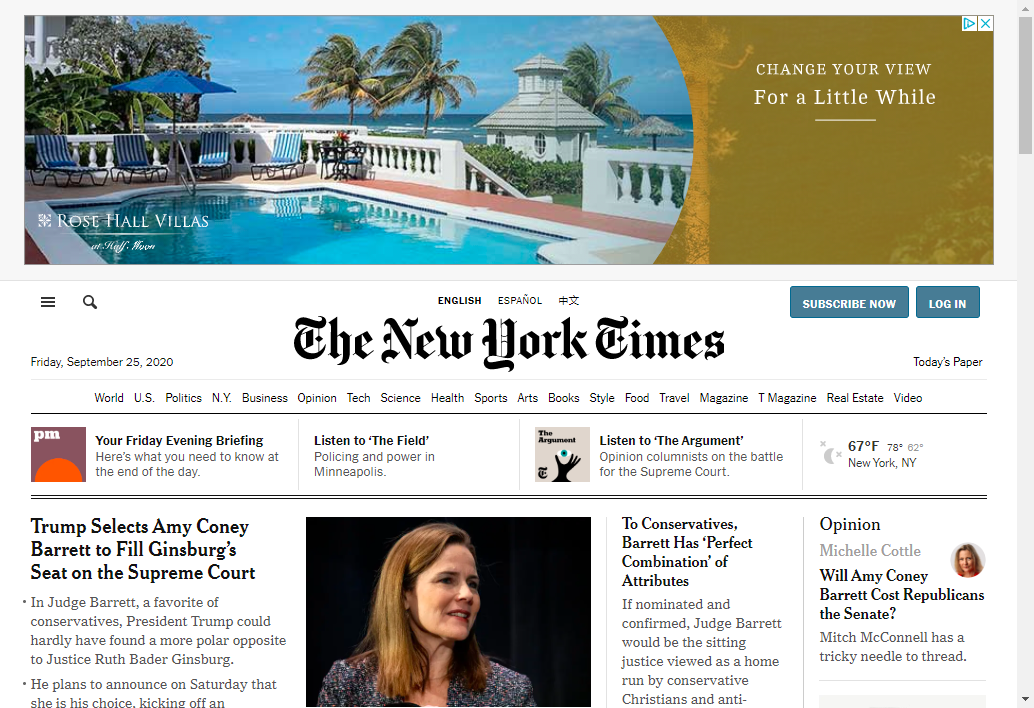 CHANGE YOUR VIEW
For a Little While
ROSE HALL VILLAS
at Half Moon
ENGLISH ESPAÑOL 中文
SUBSCRIBE NOW LOG IN
The New York Times
Friday, September 25, 2020
Today's Paper
World U.S. Politics N.Y. Business Opinion Tech Science Health Sports Arts Books Style Food Travel Magazine T Magazine Real Estate Video
pm
Your Friday Evening Briefing
Here's what you need to know at
the end of the day.
Listen to ‘The Field’
Policing and power in
Minneapolis.
The
Argument
Listen to ‘The Argument’
Opinion columnists on the battle
for the Supreme Court.
67°F 78° 62°
New York, NY
Trump Selects Amy Coney
Barrett to Fill Ginsburg’s
Seat on the Supreme Court
• In Judge Barrett, a favorite of
conservatives, President Trump could
hardly have found a more polar opposite
to Justice Ruth Bader Ginsburg.
• He plans to announce on Saturday that
she is his choice, kicking off an
To Conservatives,
Barrett Has ‘Perfect
Combination’ of
Attributes
If nominated and
confirmed, Judge Barrett
would be the sitting
justice viewed as a home
run by conservative
Christians and anti-
Opinion
Michelle Cottle
Will Amy Coney
Barrett Cost Republicans
the Senate?
Mitch McConnell has a
tricky needle to thread.